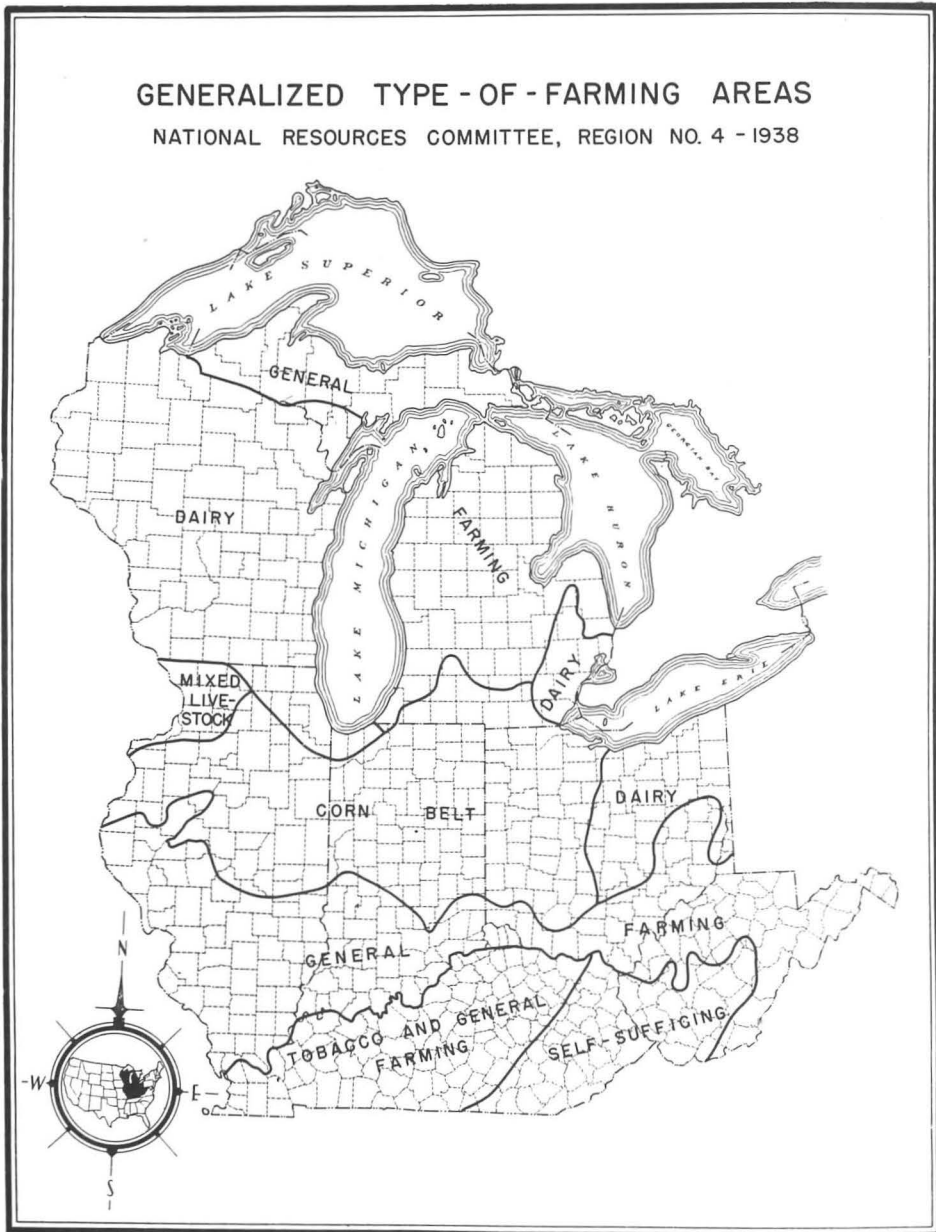 GENERALIZED TYPE-OF-FARMING AREAS
NATIONAL RESOURCES COMMITTEE, REGION NO. 4 - 1938
LAKE SUPERIOR
GENERAL
GEORGIAN BAY
LAKE HURON
LAKE MICHIGAN
FARMING
DAIRY
MIXED
LIVE-
STOCK
DAIRY
LAKE ERIE
CORN BELT
DAIRY
GENERAL
FARMING
TOBACCO AND GENERAL
FARMING
SELF-SUFFICING
N
W
E
S